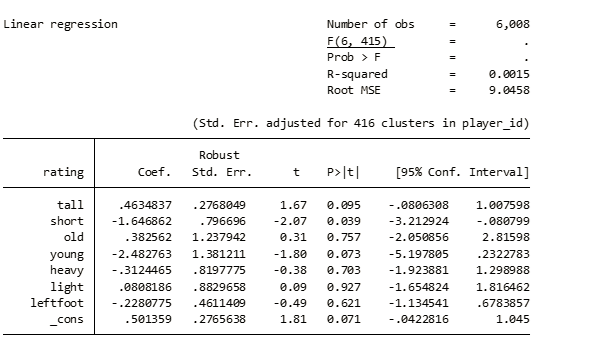 Linear regression Number of obs = 6,008
F(6, 415) = .
Prob > F = .
R-squared = 0.0015
Root MSE = 9.0458
(Std. Err. adjusted for 416 clusters in player_id)
Robust
rating Coef. Std. Err. t P>|t| [95% Conf. Interval]
tall .4634837 .2768049 1.67 0.095 -.0806308 1.007598
short -1.646862 .796696 -2.07 0.039 -3.212924 -.080799
old .382562 1.237942 0.31 0.757 -2.050856 2.81598
young -2.482763 1.381211 -1.80 0.073 -5.197805 .2322783
heavy -.3124465 .8197775 -0.38 0.703 -1.923881 1.298988
light .0808186 .8829658 0.09 0.927 -1.654824 1.816462
leftfoot -.2280775 .4611409 -0.49 0.621 -1.134541 .6783857
_cons .501359 .2765638 1.81 0.071 -.0422816 1.045